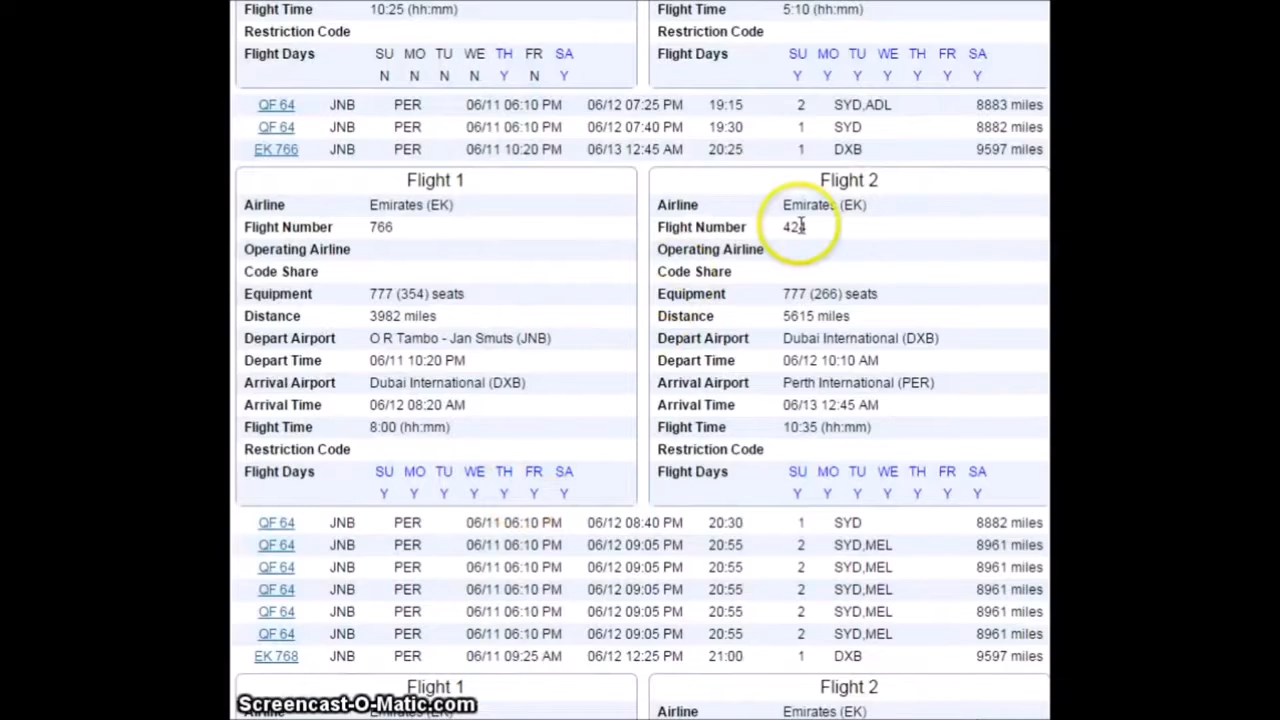 Flight Time 10:25 (hh:mm) Flight Time 5:10 (hh:mm)
Restriction Code Restriction Code
Flight Days SU MO TU WE TH FR SA Flight Days SU MO TU WE TH FR SA
N N N N Y N Y Y Y Y Y Y Y Y
QF 64 JNB PER 06/11 06:10 PM 06/12 07:25 PM 19:15 2 SYD,ADL 8883 miles
QF 64 JNB PER 06/11 06:10 PM 06/12 07:40 PM 19:30 1 SYD 8882 miles
EK 766 JNB PER 06/11 10:20 PM 06/13 12:45 AM 20:25 1 DXB 9597 miles
Flight 1 Flight 2
Airline Emirates (EK) Airline Emirates (EK)
Flight Number 766 Flight Number 424
Operating Airline Operating Airline
Code Share Code Share
Equipment 777 (354) seats Equipment 777 (266) seats
Distance 3982 miles Distance 5615 miles
Depart Airport O R Tambo - Jan Smuts (JNB) Depart Airport Dubai International (DXB)
Depart Time 06/11 10:20 PM Depart Time 06/12 10:10 AM
Arrival Airport Dubai International (DXB) Arrival Airport Perth International (PER)
Arrival Time 06/12 08:20 AM Arrival Time 06/13 12:45 AM
Flight Time 8:00 (hh:mm) Flight Time 10:35 (hh:mm)
Restriction Code Restriction Code
Flight Days SU MO TU WE TH FR SA Flight Days SU MO TU WE TH FR SA
Y Y Y Y Y Y Y Y Y Y Y Y Y Y
QF 64 JNB PER 06/11 06:10 PM 06/12 08:40 PM 20:30 1 SYD 8882 miles
QF 64 JNB PER 06/11 06:10 PM 06/12 09:05 PM 20:55 2 SYD,MEL 8961 miles
QF 64 JNB PER 06/11 06:10 PM 06/12 09:05 PM 20:55 2 SYD,MEL 8961 miles
QF 64 JNB PER 06/11 06:10 PM 06/12 09:05 PM 20:55 2 SYD,MEL 8961 miles
QF 64 JNB PER 06/11 06:10 PM 06/12 09:05 PM 20:55 2 SYD,MEL 8961 miles
QF 64 JNB PER 06/11 06:10 PM 06/12 09:05 PM 20:55 2 SYD,MEL 8961 miles
EK 768 JNB PER 06/11 09:25 AM 06/12 12:25 PM 21:00 1 DXB 9597 miles
Flight 1 Flight 2
Screencast-O-Matic.com
Airline Emirates (EK) Airline Emirates (EK)